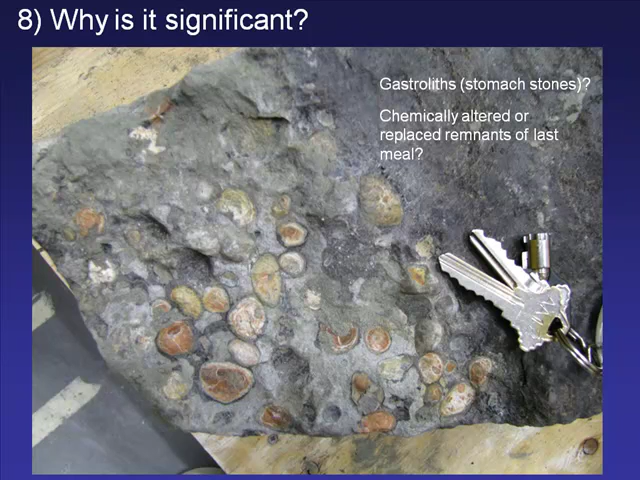 8) Why is it significant?
Gastroliths (stomach stones)?
Chemically altered or
replaced remnants of last
meal?